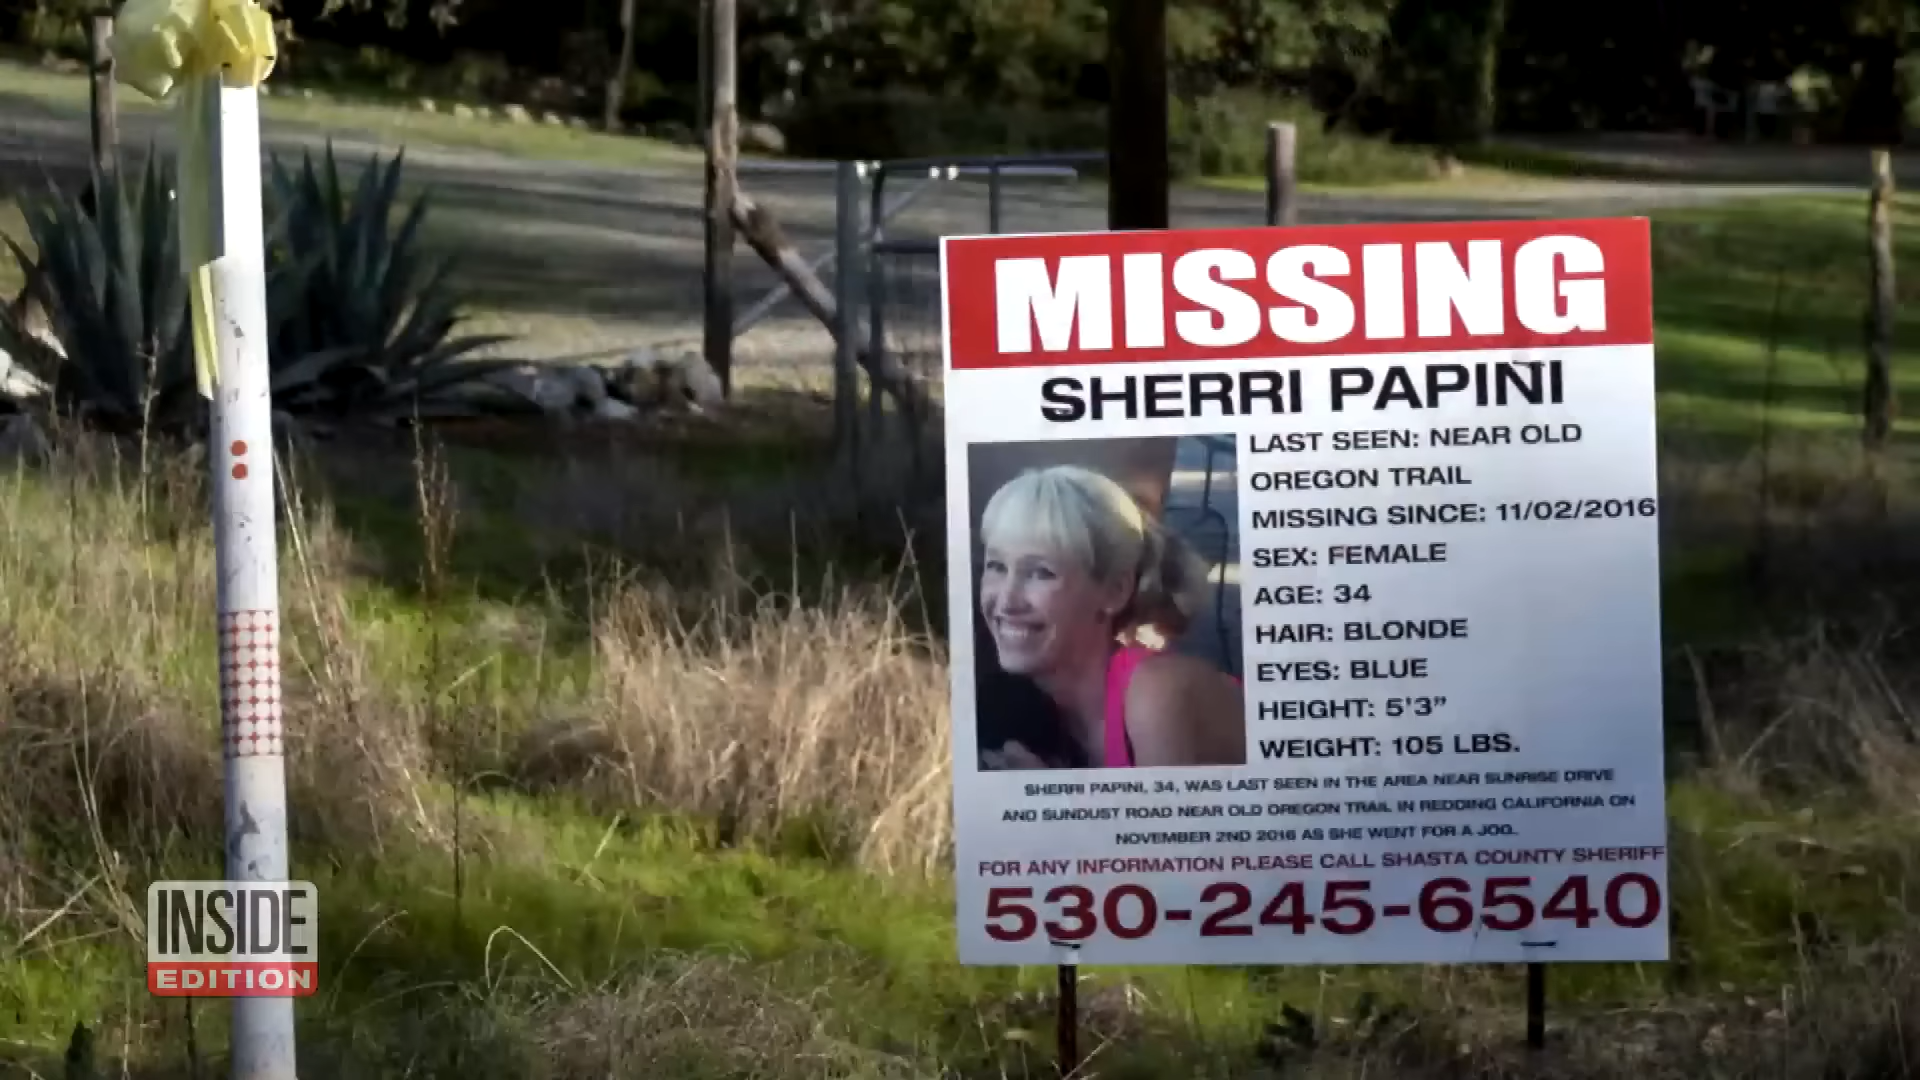 MISSING
SHERRI PAPINI
LAST SEEN: NEAR OLD
OREGON TRAIL
MISSING SINCE: 11/02/2016
SEX: FEMALE
AGE: 34
HAIR: BLONDE
EYES: BLUE
HEIGHT: 5'3”
WEIGHT: 105 LBS.
SHERRI PAPINI, 34, WAS LAST SEEN IN THE AREA NEAR SUNRISE DRIVE
AND SUNDUST ROAD NEAR OLD OREGON TRAIL IN REDDING CALIFORNIA ON
NOVEMBER 2ND 2016 AS SHE WENT FOR A JOG.
FOR ANY INFORMATION PLEASE CALL SHASTA COUNTY SHERIFF
530-245-6540
INSIDE
EDITION